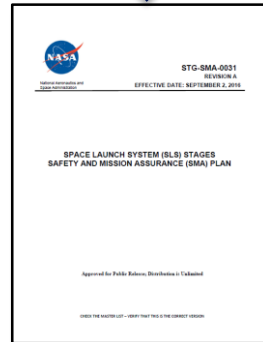 NASA
National Aeronautics and
Space Administration
STG-SMA-0031
REVISION A
EFFECTIVE DATE: SEPTEMBER 2, 2016
SPACE LAUNCH SYSTEM (SLS) STAGES
SAFETY AND MISSION ASSURANCE (SMA) PLAN
Approved for Public Release; Distribution is Unlimited
CHECK THE MASTER LIST – VERIFY THAT THIS IS THE CORRECT VERSION